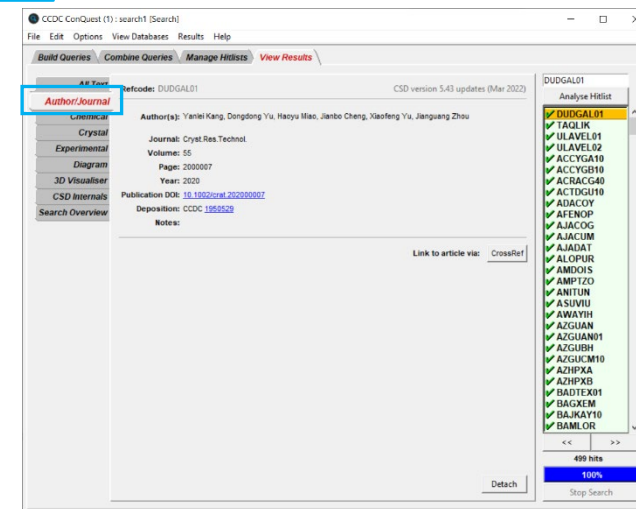 CCDC ConQuest (1) : search1 [Search]
File Edit Options View Databases Results Help
Build Queries Combine Queries Manage Hitlists View Results
All Text
Author/Journal
Chemical
Crystal
Experimental
Diagram
3D Visualiser
CSD Internals
Search Overview
Refcode: DUDGAL01 CSD version 5.43 updates (Mar 2022)
Author(s): Yanlei Kang, Dongdong Yu, Haoyu Miao, Jianbo Cheng, Xiaofeng Yu, Jianguang Zhou
Journal: Cryst.Res.Technol.
Volume: 55
Page: 2000007
Year: 2020
Publication DOI: 10.1002/crat.202000007
Deposition: CCDC 1950529
Notes:
Link to article via: CrossRef
Detach
DUDGAL01
Analyse Hitlist
DUDGAL01
TAQLIK
ULAVEL01
ULAVEL02
ACCYGA10
ACCYGB10
ACRACG40
ACTDGU10
ADACOY
AFENOP
AJACOG
AJACUM
AJADAT
ALOPUR
AMDOIS
AMPTZO
ANITUN
ASUVIU
AWAYIH
AZGUAN
AZGUAN01
AZGUBH
AZGUCM10
AZHPXA
AZHPXB
BADTEX01
BAGXEM
BAJKAY10
BAMLOR
<< >>
499 hits
100%
Stop Search